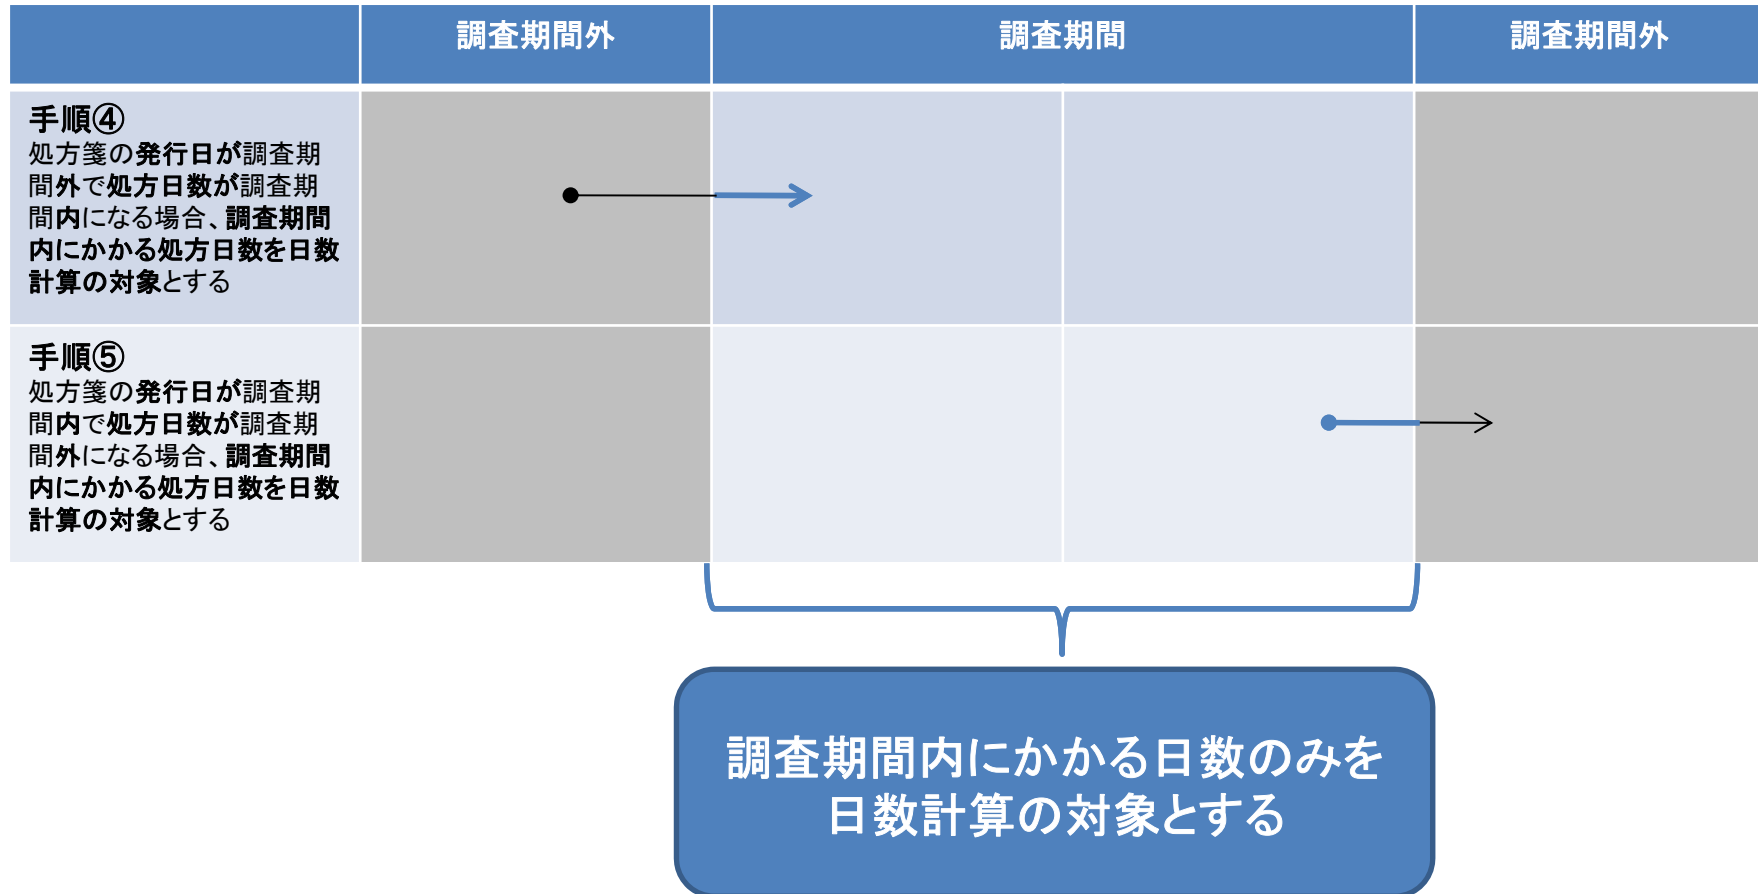 調査期間外
調査期間
調査期間外
手順④
処方箋の発行日が調査期
間外で処方日数が調査期
間内になる場合、調査期間
内にかかる処方日数を日数
計算の対象とする
手順⑤
処方箋の発行日が調査期
間内で処方日数が調査期
間外になる場合、調査期間
内にかかる処方日数を日数
計算の対象とする
調査期間内にかかる日数のみを
日数計算の対象とする